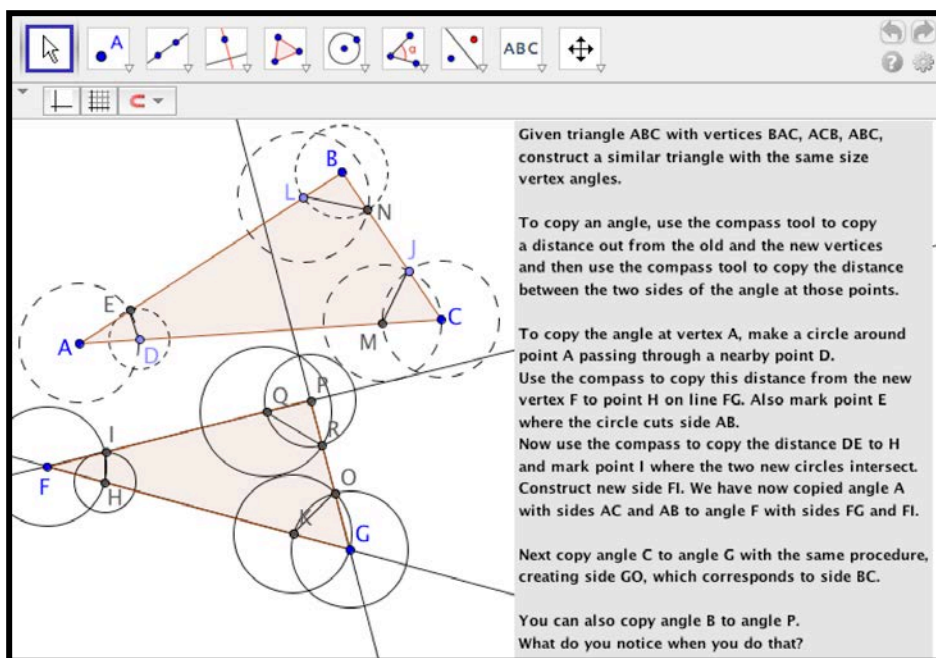 A
α
ABC
Given triangle ABC with vertices BAC, ACB, ABC,
construct a similar triangle with the same size
vertex angles.
To copy an angle, use the compass tool to copy
a distance out from the old and the new vertices
and then use the compass tool to copy the distance
between the two sides of the angle at those points.
To copy the angle at vertex A, make a circle around
point A passing through a nearby point D.
Use the compass to copy this distance from the new
vertex F to point H on line FG. Also mark point E
where the circle cuts side AB.
Now use the compass to copy the distance DE to H
and mark point I where the two new circles intersect.
Construct new side FI. We have now copied angle A
with sides AC and AB to angle F with sides FG and FI.
Next copy angle C to angle G with the same procedure,
creating side GO, which corresponds to side BC.
You can also copy angle B to angle P.
What do you notice when you do that?
B
L
N
J
E
A
D
M
C
Q
P
R
I
F
H
O
K
G